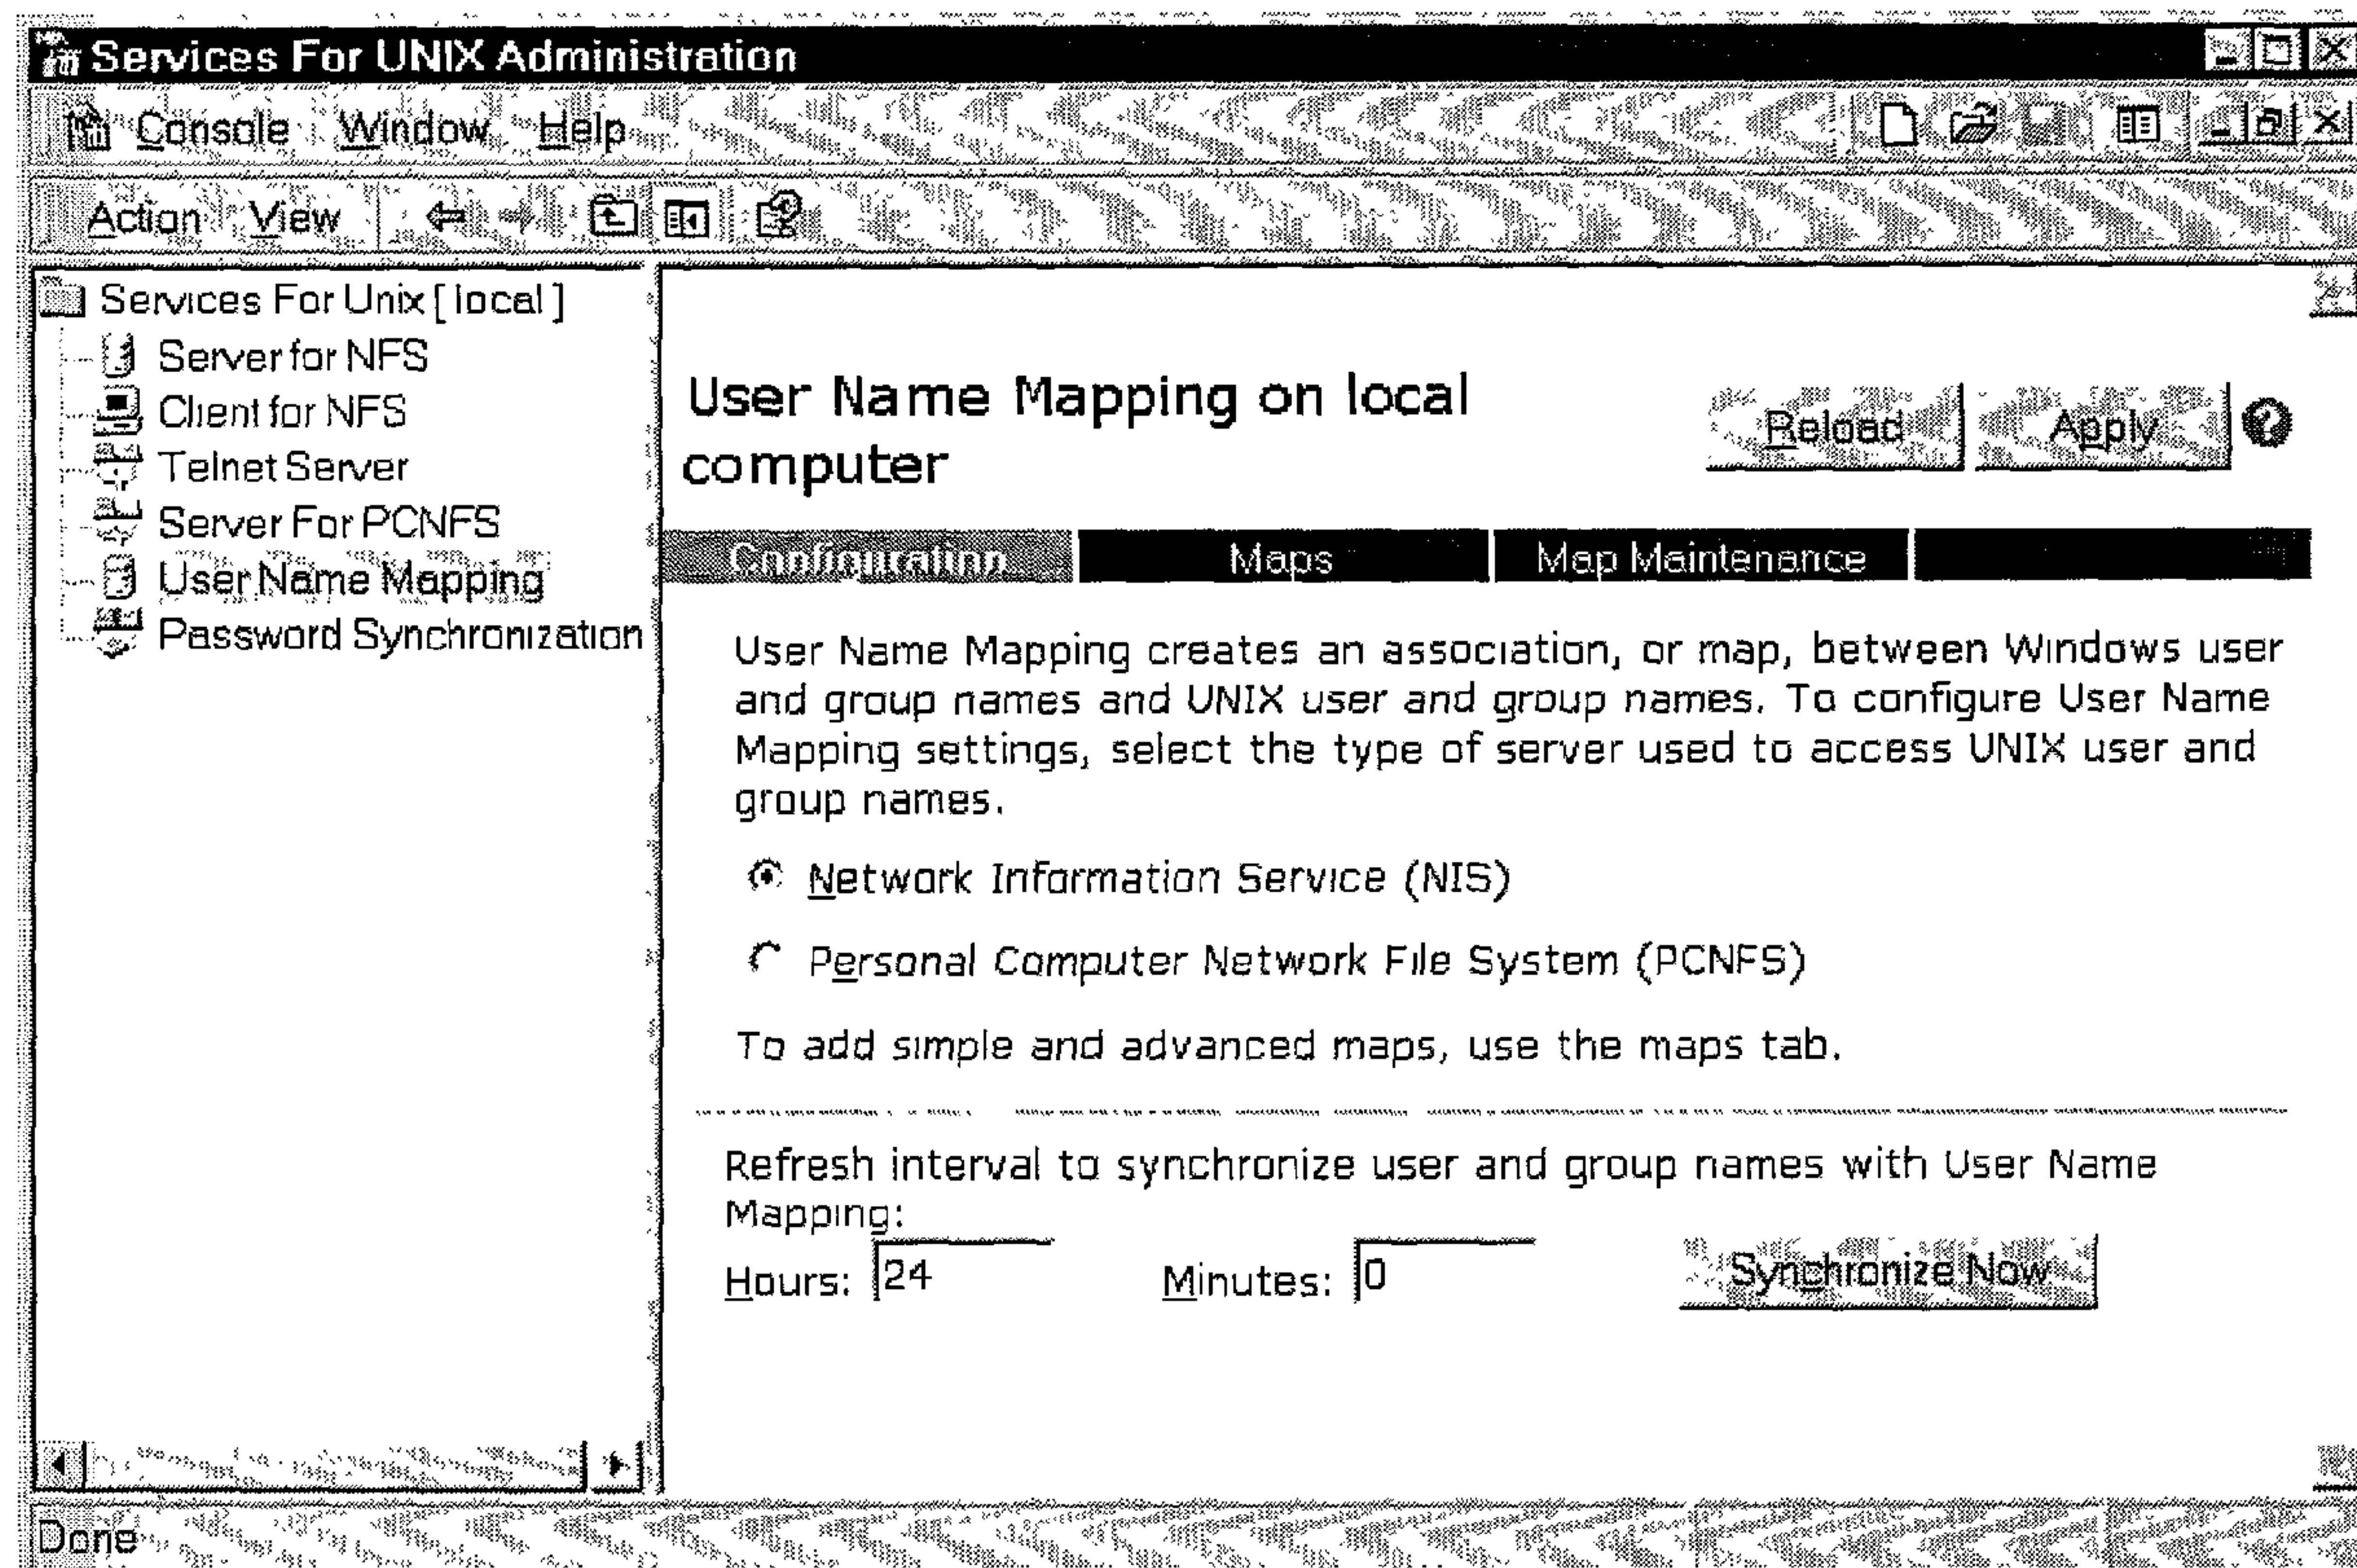 Services For UNIX Administration
Console Window Help
Action View
Services For Unix [local]
Server for NFS
Client for NFS
Telnet Server
Server For PCNFS
User Name Mapping
Password Synchronization
User Name Mapping on local
computer
Reload Apply
Configuration Maps Map Maintenance
User Name Mapping creates an association, or map, between Windows user
and group names and UNIX user and group names. To configure User Name
Mapping settings, select the type of server used to access UNIX user and
group names.
Network Information Service (NIS)
Personal Computer Network File System (PCNFS)
To add simple and advanced maps, use the maps tab.
Refresh interval to synchronize user and group names with User Name
Mapping:
Hours: 24 Minutes: 0 Synchronize Now
Done